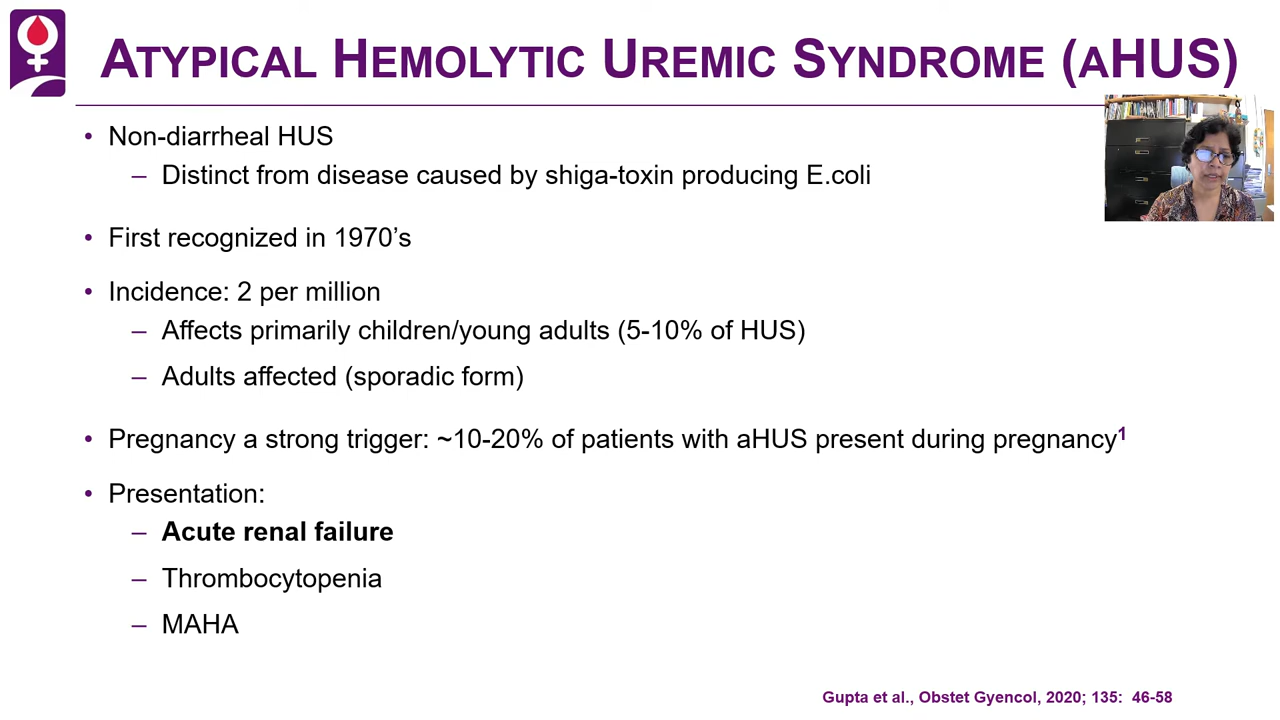 ATYPICAL HEMOLYTIC UREMIC SYNDROME (AHUS)
• Non-diarrheal HUS
– Distinct from disease caused by shiga-toxin producing E.coli
• First recognized in 1970’s
• Incidence: 2 per million
– Affects primarily children/young adults (5-10% of HUS)
– Adults affected (sporadic form)
• Pregnancy a strong trigger: ~10-20% of patients with aHUS present during pregnancy1
• Presentation:
– Acute renal failure
– Thrombocytopenia
– MAHA
Gupta et al., Obstet Gyencol, 2020; 135: 46-58